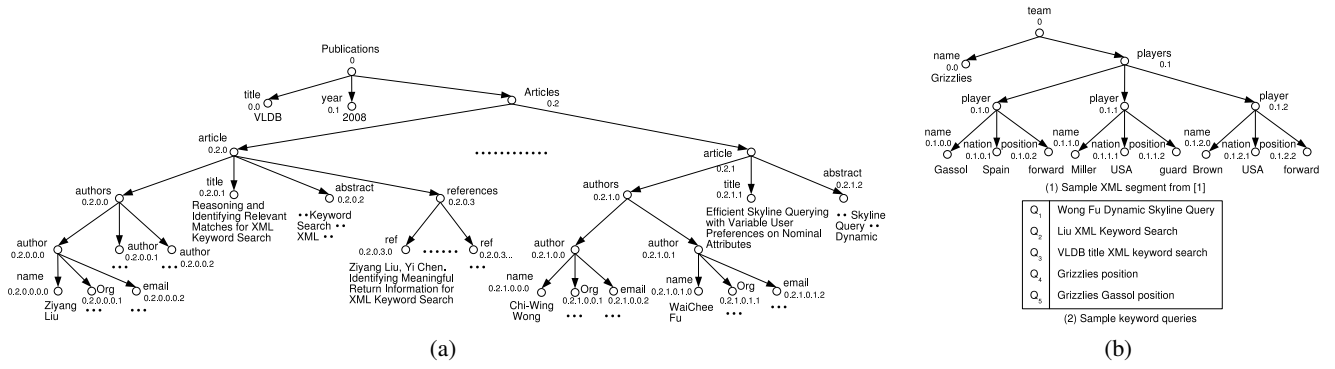 Publications
0
title
0.0
VLDB
year
0.1
2008
Articles
0.2
article
0.2.0
article
0.2.1
authors
0.2.0.0
title
0.2.0.1
Reasoning and
Identifying Relevant
Matches for XML
Keyword Search
abstract
0.2.0.2
••Keyword
Search ••
XML ••
references
0.2.0.3
author
0.2.0.0.0
author
0.2.0.0.1
•••
author
0.2.0.0.2
•••
ref
0.2.0.3.0
Ziyang Liu, Yi Chen.
Identifying Meaningful
Return Information for
XML Keyword Search
ref
0.2.0.3...
•••
name
0.2.0.0.0.0
Ziyang
Liu
Org
0.2.0.0.0.1
•••
email
0.2.0.0.0.2
•••
authors
0.2.1.0
title
0.2.1.1
Efficient Skyline Querying
with Variable User
Preferences on Nominal
Attributes
abstract
0.2.1.2
•• Skyline
Query ••
Dynamic
author
0.2.1.0.0
author
0.2.1.0.1
name
0.2.1.0.0.0
Chi-Wing
Wong
Org
0.2.1.0.0.1
•••
email
0.2.1.0.0.2
•••
name
0.2.1.0.1.0
WaiChee
Fu
Org
0.2.1.0.1.1
•••
email
0.2.1.0.1.2
•••
(a)
team
0
name
0.0
Grizzlies
players
0.1
player
0.1.0
player
0.1.1
player
0.1.2
name
0.1.0.0
Gassol
nation
0.1.0.1
Spain
position
0.1.0.2
forward
name
0.1.1.0
Miller
nation
0.1.1.1
USA
position
0.1.1.2
guard
name
0.1.2.0
Brown
nation
0.1.2.1
USA
position
0.1.2.2
forward
(1) Sample XML segment from [1]
Q1 Wong Fu Dynamic Skyline Query
Q2 Liu XML Keyword Search
Q3 VLDB title XML keyword search
Q4 Grizzlies position
Q5 Grizzlies Gassol position
(2) Sample keyword queries
(b)